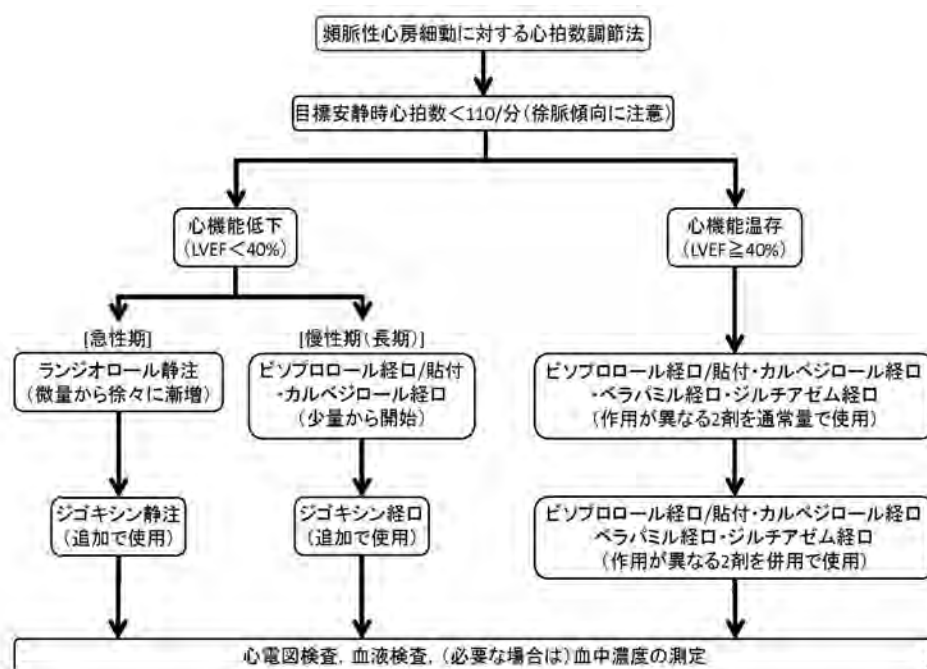 頻脈性心房細動に対する心拍数調節法
目標安静時心拍数<110/分(徐脈傾向に注意)
心機能低下
(LVEF<40%)
心機能温存
(LVEF≧40%)
[急性期]
ランジオロール静注
(微量から徐々に漸増)
[慢性期(長期)]
ビソプロロール経口/貼付
・カルベジロール経口
(少量から開始)
ビソプロロール経口/貼付・カルベジロール経口
・ベラパミル経口・ジルチアゼム経口
(作用が異なる2剤を通常量で使用)
ジゴキシン静注
(追加で使用)
ジゴキシン経口
(追加で使用)
ビソプロロール経口/貼付・カルベジロール経口
ベラパミル経口・ジルチアゼム経口
(作用が異なる2剤を併用で使用)
心電図検査，血液検査，(必要な場合は)血中濃度の測定